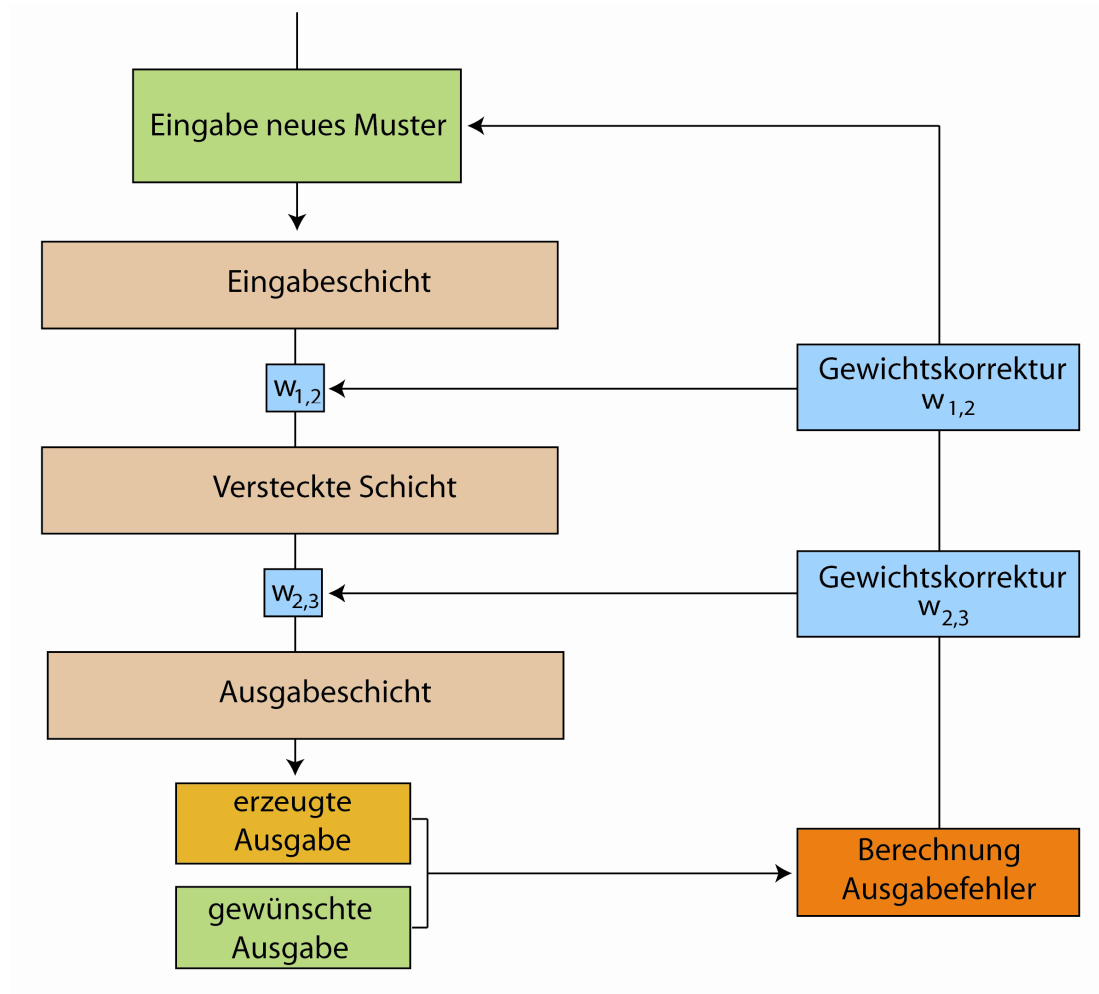 Eingabe neues Muster
Eingabeschicht
w1,2
Gewichtskorrektur
w 1,2
Versteckte Schicht
w2,3
Gewichtskorrektur
w2,3
Ausgabeschicht
erzeugte
Ausgabe
gewünschte
Ausgabe
Berechnung
Ausgabefehler